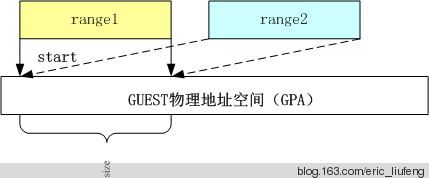 range1
range2
start
GUEST物理地址空间（GPA）
size
blog.163.com/eric_liufeng